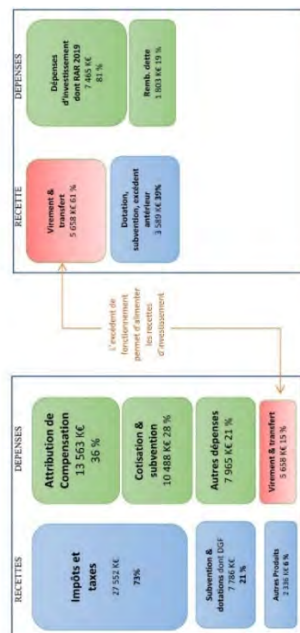 RECETTES
DEPENSES
Impôts et
taxes
27 552 K€
73%
Subvention &
dotations dont DGF
7 786 K€
21 %
Autres Produits
2 336 K€ 6 %
Attribution de
Compensation
13 563 K€
36 %
Cotisation &
subvention
10 488 K€ 28 %
Autres dépenses
7 965 K€ 21 %
Virement & transfert
5 658 K€ 15 %
L'excédent de
fonctionnement
permet d'alimenter
les recettes
d'investissement
RECETTE
DEPENSES
Virement &
transfert
5 658 K€ 61 %
Dotation,
subvention, excédent
antérieur
3 589 K€ 39%
Dépenses
d'investissement
dont RAR 2019
7 465 K€
81 %
Remb. dette
1 803 K€ 19 %